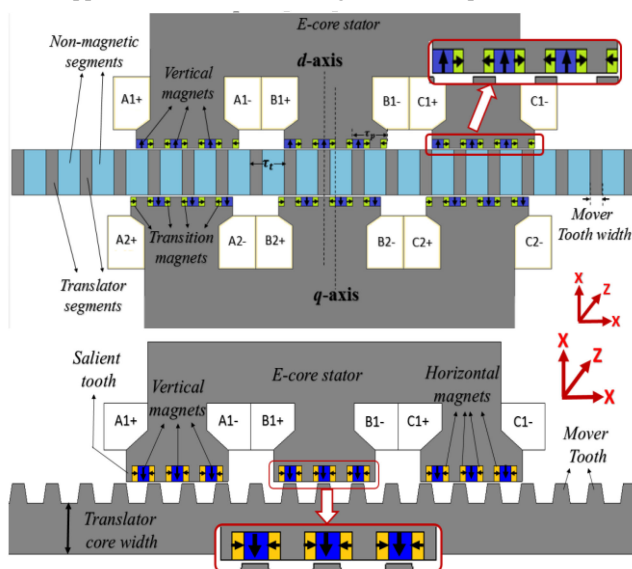 E-core stator
Non-magnetic
segments
Vertical
magnets
d-axis
A1+
A1-
B1+
B1-
C1+
C1-
τp
τt
A2+
Transition
magnets
A2-
B2+
B2-
C2+
C2-
Mover
Tooth width
Translator
segments
q-axis
X
Z
X
Salient
tooth
E-core stator
Vertical
magnets
Horizontal
magnets
X
Z
X
A1+
A1-
B1+
B1-
C1+
C1-
Mover
Tooth
Translator
core width